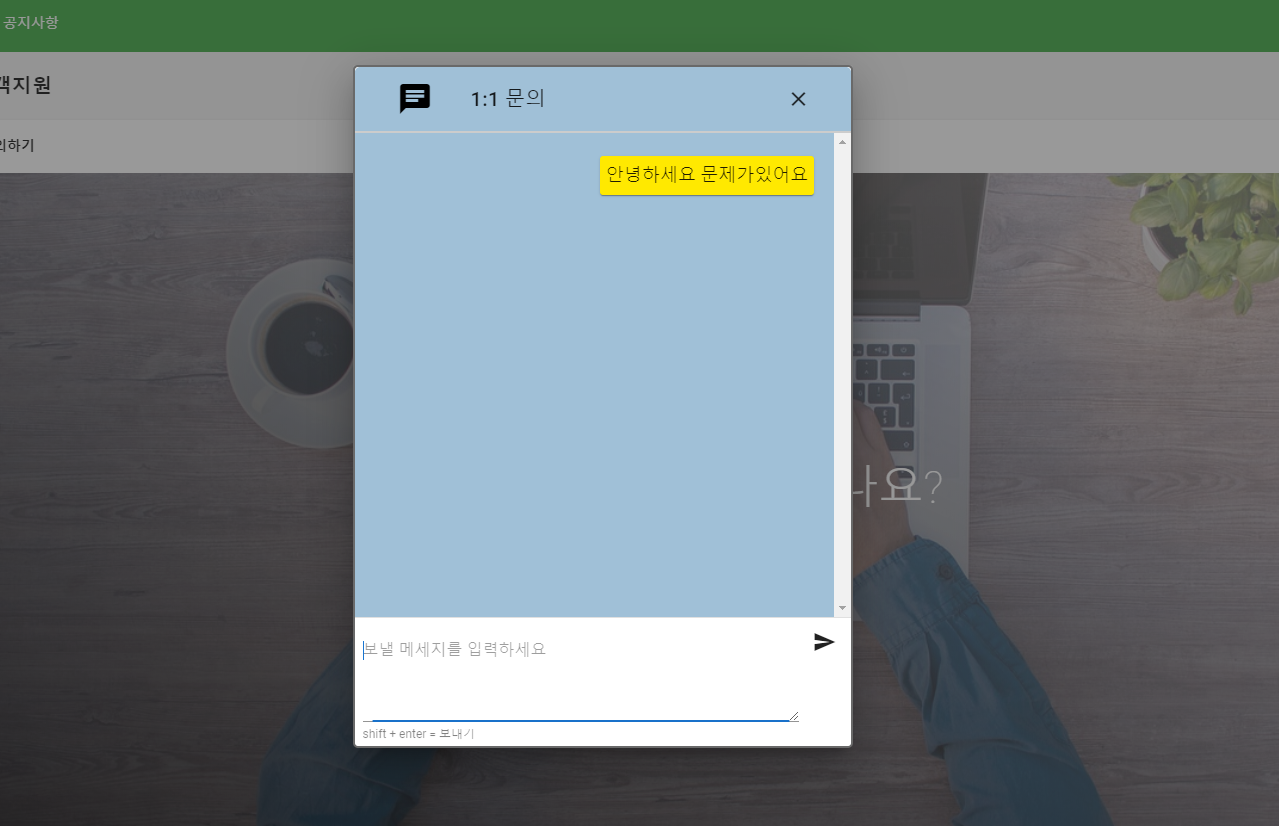 공지사항
객지원
의하기
1:1 문의
안녕하세요 문제가있어요
나요?
보낼 메세지를 입력하세요
shift + enter = 보내기